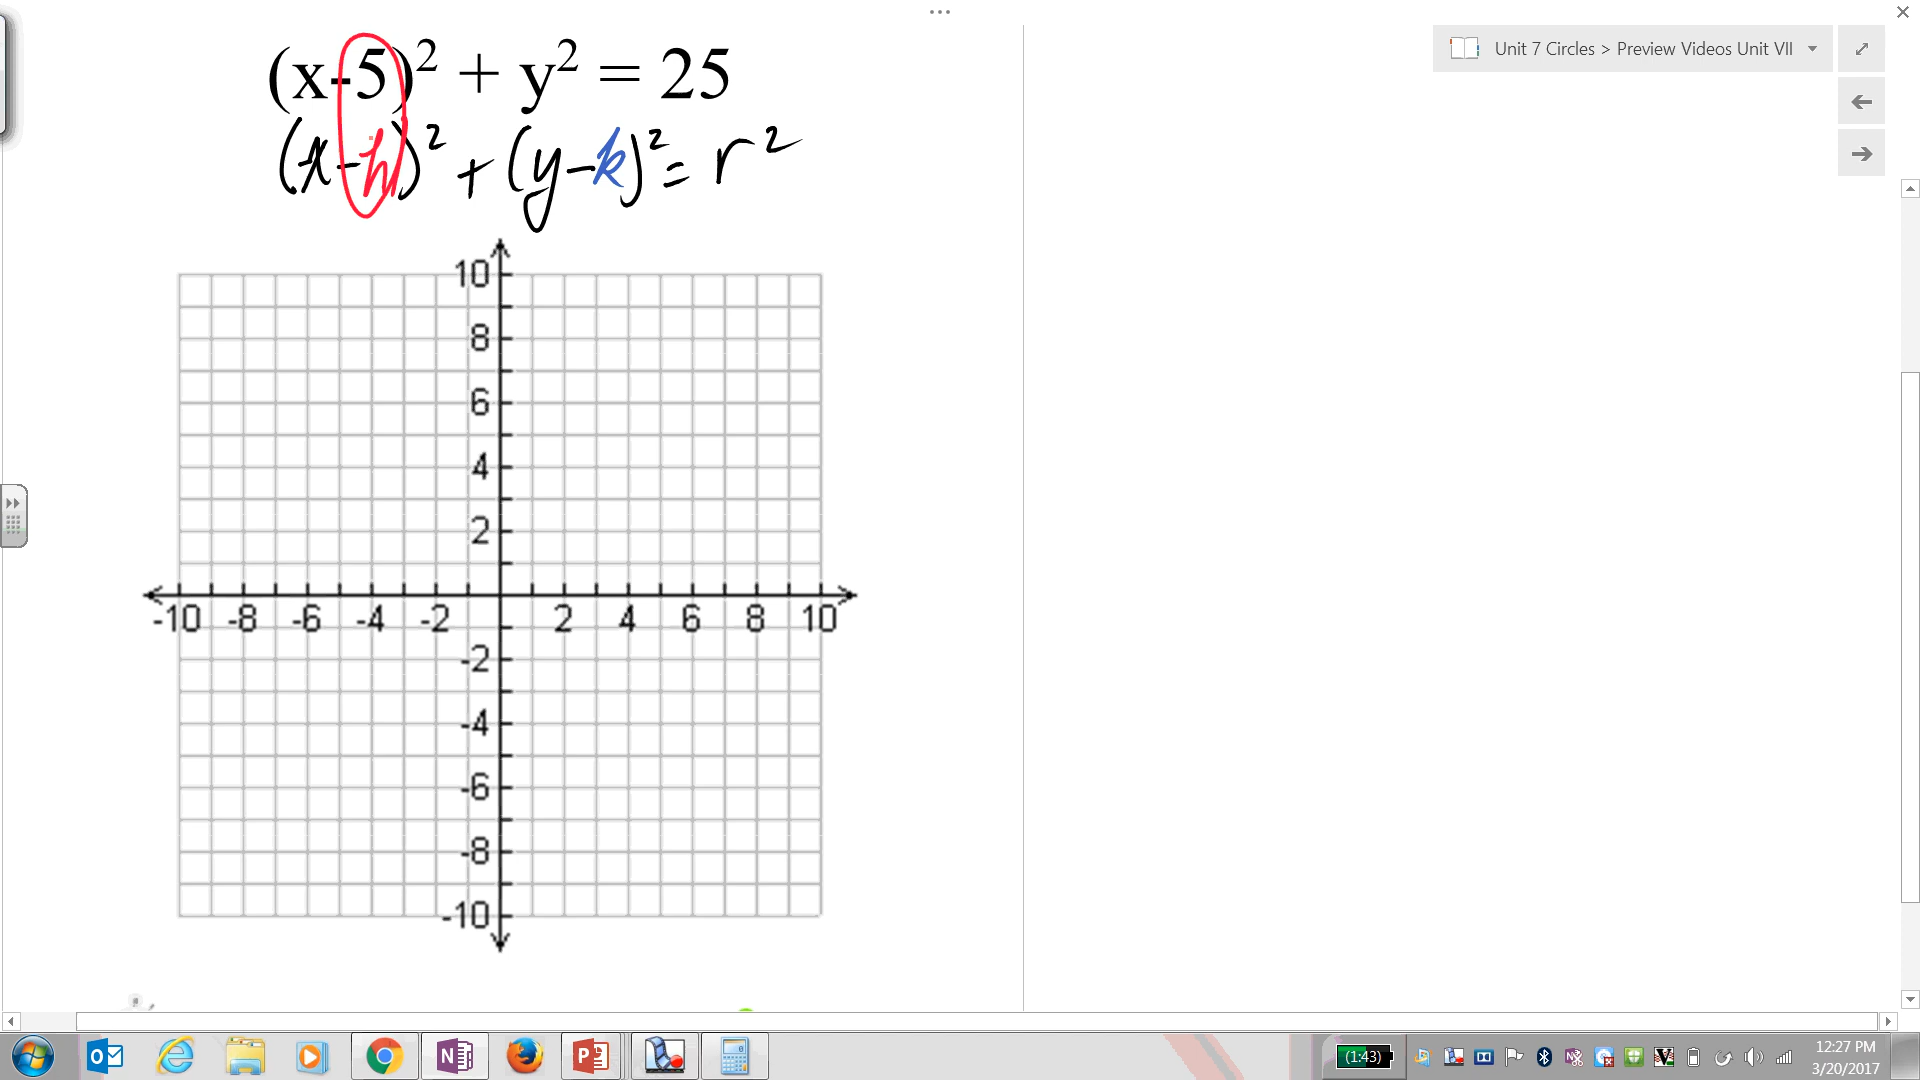 Unit 7 Circles > Preview Videos Unit VII
(x-5)² + y² = 25
(x-h)² + (y-k)² = r²
10
8
6
4
2
-10 -8 -6 -4 -2 2 4 6 8 10
-2
-4
-6
-8
-10
(1:43)
12:27 PM
3/20/2017